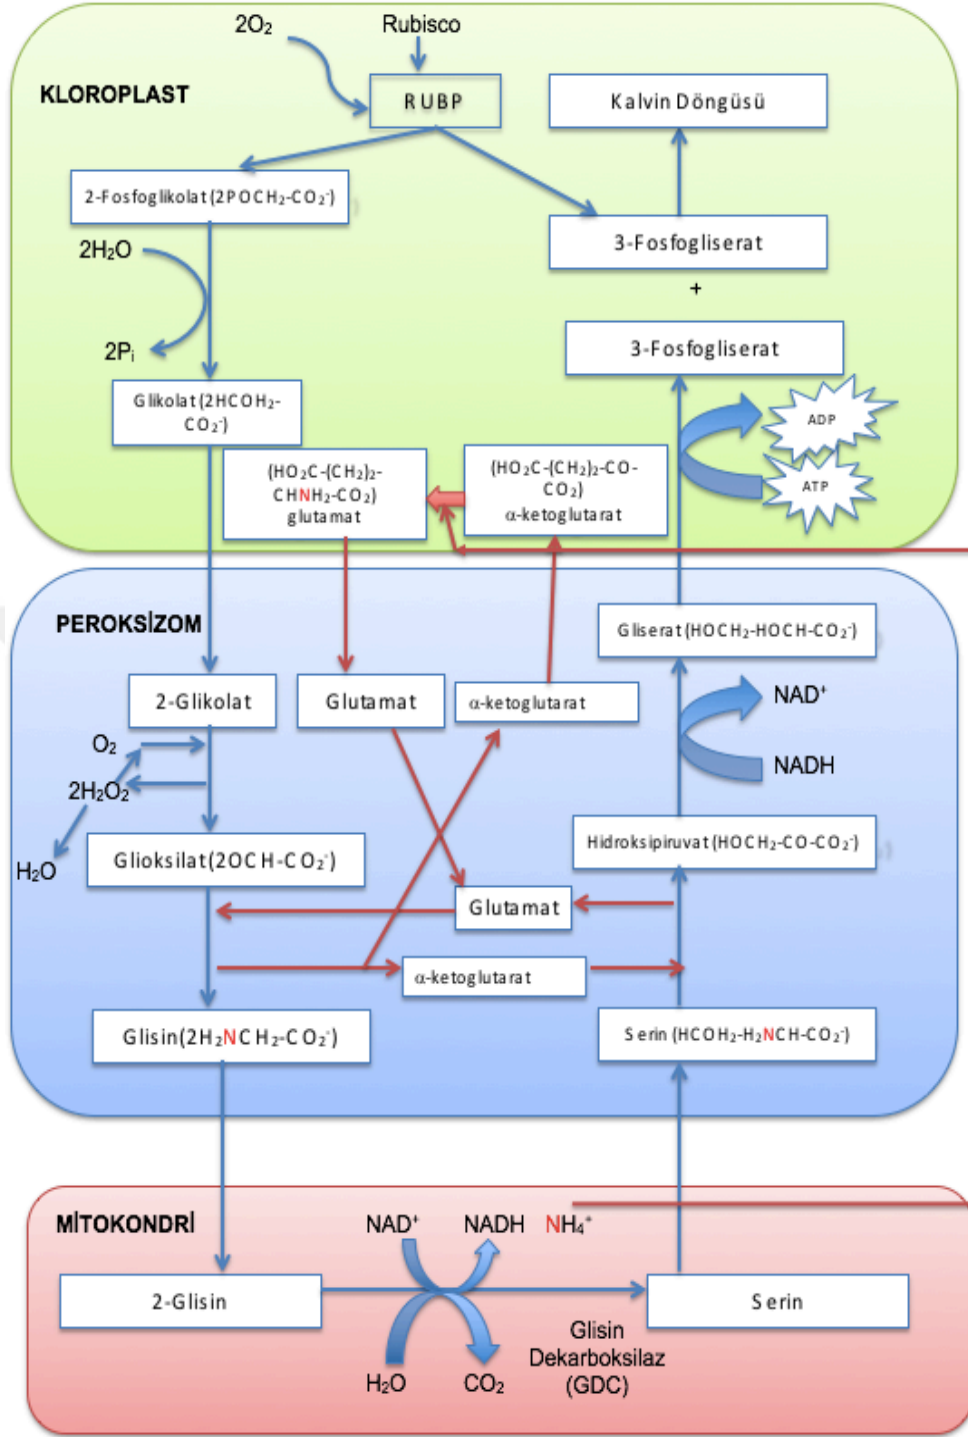 2O₂
Rubisco
KLOROPLAST
RUBP
Kalvin Döngüsü
2-Fosfoglikolat(2POCH₂-CO₂⁻)
3-Fosfogliserat
2H₂O
+
2Pᵢ
3-Fosfogliserat
Glikolat(2HCOH₂-
CO₂⁻)
ADP
ATP
(HO₂C-(CH₂)₂-
CHNH₂-CO₂)
glutamat
(HO₂C-(CH₂)₂-CO-
CO₂)
α-ketoglutarat
PEROKSİZOM
Gliserat(HOCH₂-HOCH-CO₂⁻)
2-Glikolat
Glutamat
α-ketoglutarat
NAD⁺
O₂
NADH
2H₂O₂
H₂O
Glioksilat(2OCH-CO₂⁻)
Hidroksipiruvat(HOCH₂-CO-CO₂⁻)
Glutamat
α-ketoglutarat
Glisin(2H₂NCH₂-CO₂⁻)
Serin(HCOH₂-H₂NCH-CO₂⁻)
MİTOKONDRİ
NAD⁺
NADH
NH₄⁺
2-Glisin
Serin
Glisin
Dekarboksilaz
(GDC)
H₂O
CO₂